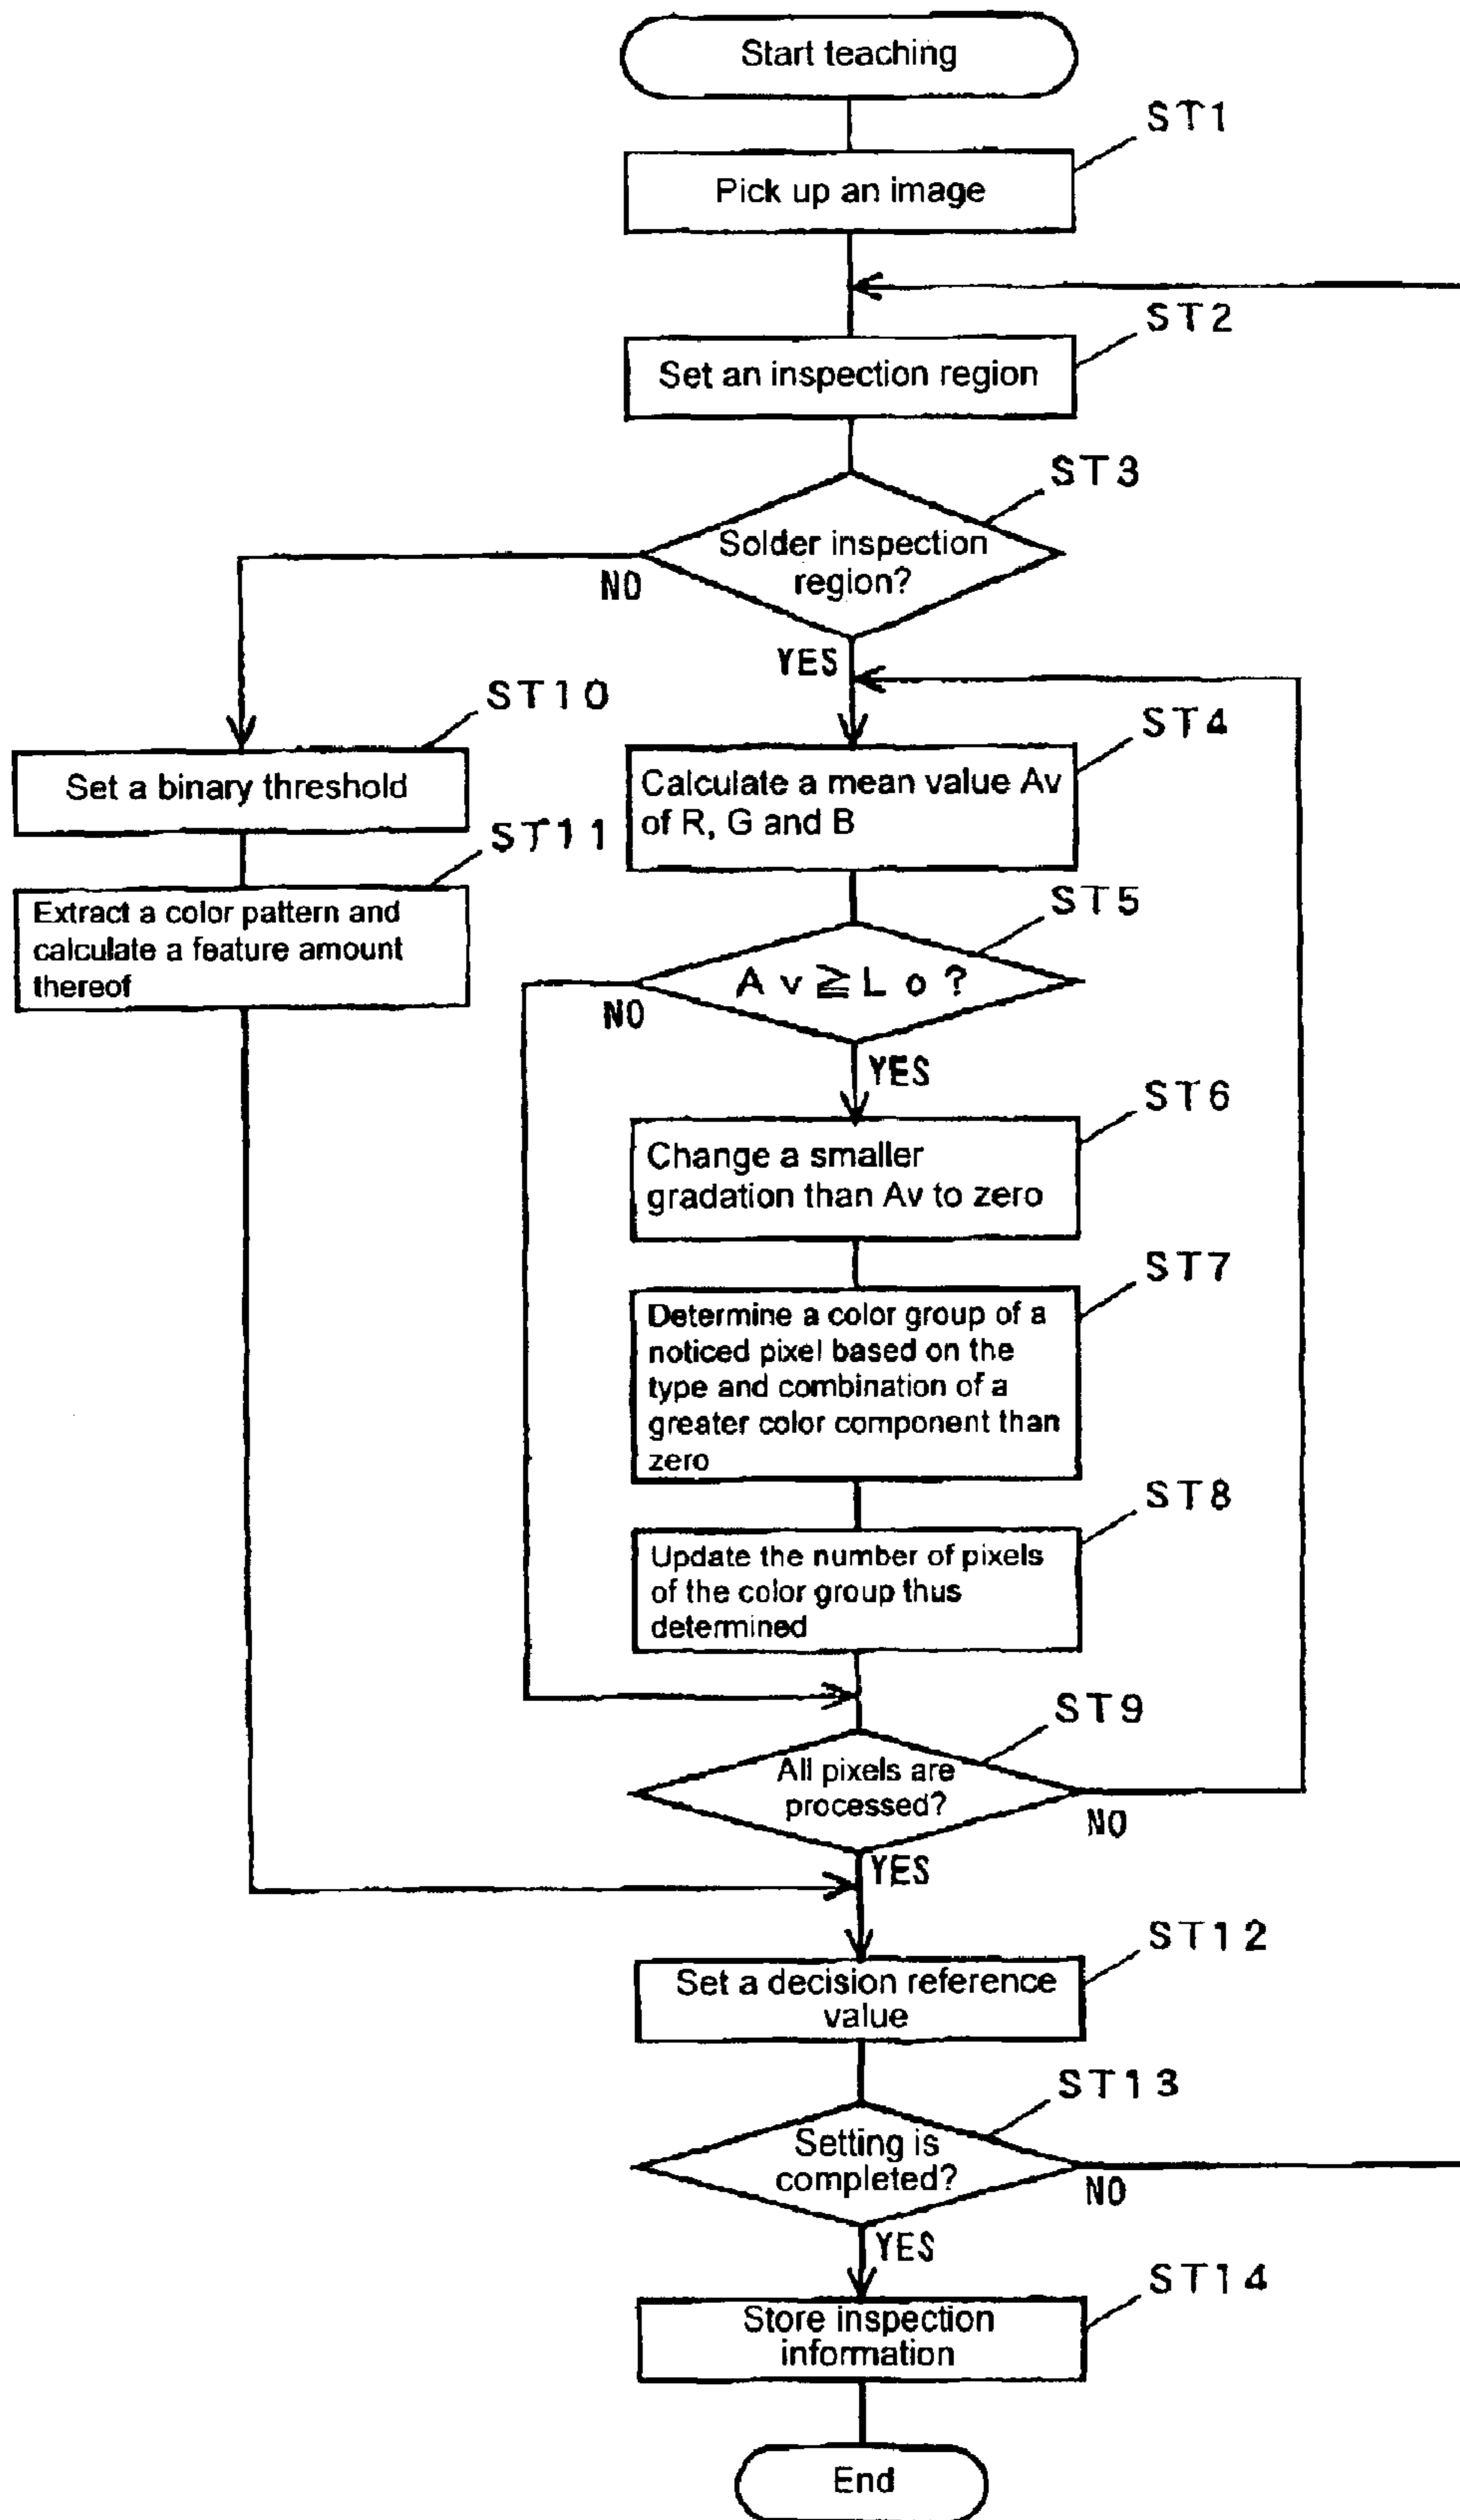 Start teaching
ST1
Pick up an image
ST2
Set an inspection region
ST3
Solder inspection
region?
NO
YES
ST10
Set a binary threshold
ST11
Extract a color pattern and
calculate a feature amount
thereof
ST4
Calculate a mean value Av
of R, G and B
ST5
Av≧Lo?
NO
YES
ST6
Change a smaller
gradation than Av to zero
ST7
Determine a color group of a
noticed pixel based on the
type and combination of a
greater color component than
zero
ST8
Update the number of pixels
of the color group thus
determined
ST9
All pixels are
processed?
NO
YES
ST12
Set a decision reference
value
ST13
Setting is
completed?
NO
YES
ST14
Store inspection
information
End